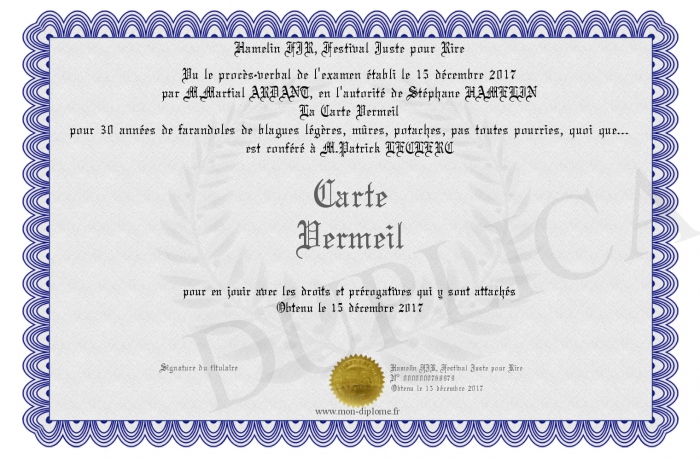 Hamelin FJR, Festival Juste pour Rire
Vu le procès-verbal de l'examen établi le 15 décembre 2017
par M.Martial ARDANT, en l'autorité de Stéphane HAMELIN
La Carte Vermeil
pour 30 années de farandoles de blagues légères, mûres, potaches, pas toutes pourries, quoi que...
est conféré à M.Patrick LECLERC
Carte
Vermeil
pour en jouir avec les droits et prérogatives qui y sont attachés
Obtenu le 15 décembre 2017
DUPLICA
Signature du titulaire
Hamelin FJR, Festival Juste pour Rire
N° 0000000798679
Obtenu le 15 décembre 2017
www.mon-diplome.fr